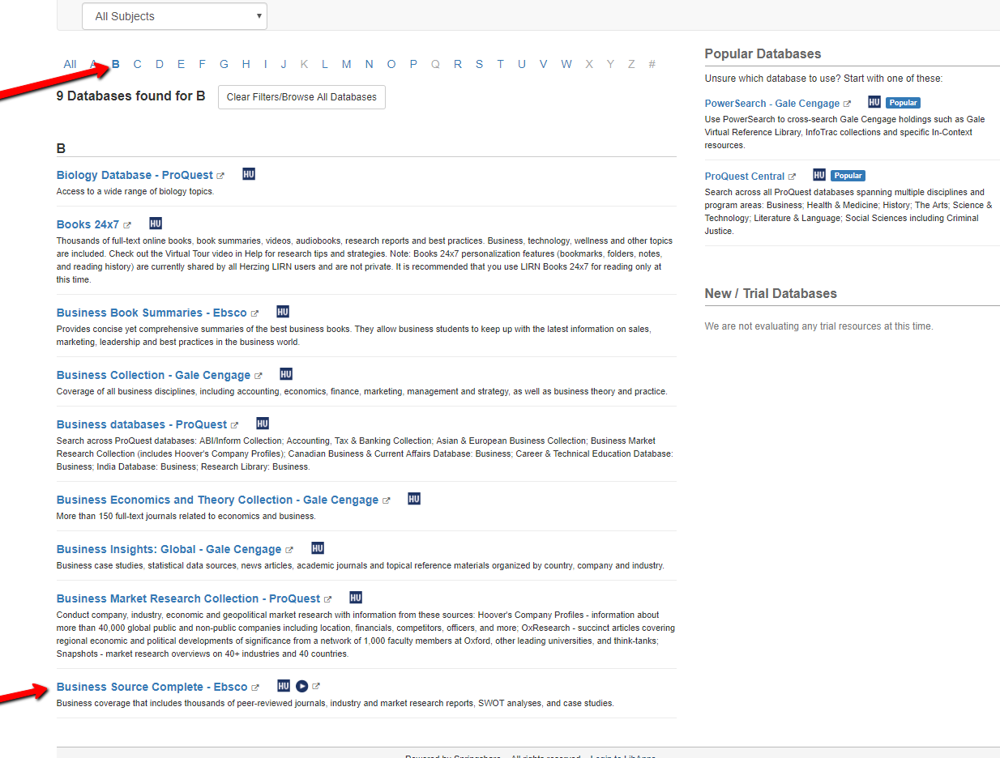 All Subjects
All A B C D E F G H I J K L M N O P Q R S T U V W X Y Z #
9 Databases found for B Clear Filters/Browse All Databases
B
Biology Database - ProQuest HU
Access to a wide range of biology topics.
Books 24x7 HU
Thousands of full-text online books, book summaries, videos, audiobooks, research reports and best practices. Business, technology, wellness and other topics
are included. Check out the Virtual Tour video in Help for research tips and strategies. Note: Books 24x7 personalization features (bookmarks, folders, notes,
and reading history) are currently shared by all Herzing LIRN users and are not private. It is recommended that you use LIRN Books 24x7 for reading only at
this time.
Business Book Summaries - Ebsco HU
Provides concise yet comprehensive summaries of the best business books. They allow business students to keep up with the latest information on sales,
marketing, leadership and best practices in the business world.
Business Collection - Gale Cengage HU
Coverage of all business disciplines, including accounting, economics, finance, marketing, management and strategy, as well as business theory and practice.
Business databases - ProQuest HU
Search across ProQuest databases: ABI/Inform Collection; Accounting, Tax & Banking Collection; Asian & European Business Collection; Business Market
Research Collection (includes Hoover's Company Profiles); Canadian Business & Current Affairs Database: Business; Career & Technical Education Database:
Business; India Database: Business; Research Library: Business.
Business Economics and Theory Collection - Gale Cengage HU
More than 150 full-text journals related to economics and business.
Business Insights: Global - Gale Cengage HU
Business case studies, statistical data sources, news articles, academic journals and topical reference materials organized by country, company and industry.
Business Market Research Collection - ProQuest HU
Conduct company, industry, economic and geopolitical market research with information from these sources: Hoover's Company Profiles - information about
more than 40,000 global public and non-public companies including location, financials, competitors, officers, and more; OxResearch - succinct articles covering
regional economic and political developments of significance from a network of 1,000 faculty members at Oxford, other leading universities, and think-tanks;
Snapshots - market research overviews on 40+ industries and 40 countries.
Business Source Complete - Ebsco HU
Business coverage that includes thousands of peer-reviewed journals, industry and market research reports, SWOT analyses, and case studies.
Popular Databases
Unsure which database to use? Start with one of these:
PowerSearch - Gale Cengage HU Popular
Use PowerSearch to cross-search Gale Cengage holdings such as Gale
Virtual Reference Library, InfoTrac collections and specific In-Context
resources.
ProQuest Central HU Popular
Search across all ProQuest databases spanning multiple disciplines and
program areas: Business; Health & Medicine; History; The Arts; Science &
Technology; Literature & Language; Social Sciences including Criminal
Justice.
New / Trial Databases
We are not evaluating any trial resources at this time.
Powered by Springshare All rights reserved Login to LibApps